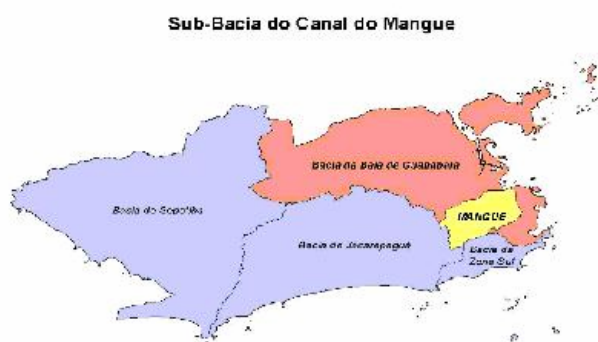 Sub-Bacia do Canal do Mangue
Bacia da Baia de Guanabara
Bacia de Sepetiba
MANGUE
Bacia de Jacarepaguá
Bacia da
Zona Sul